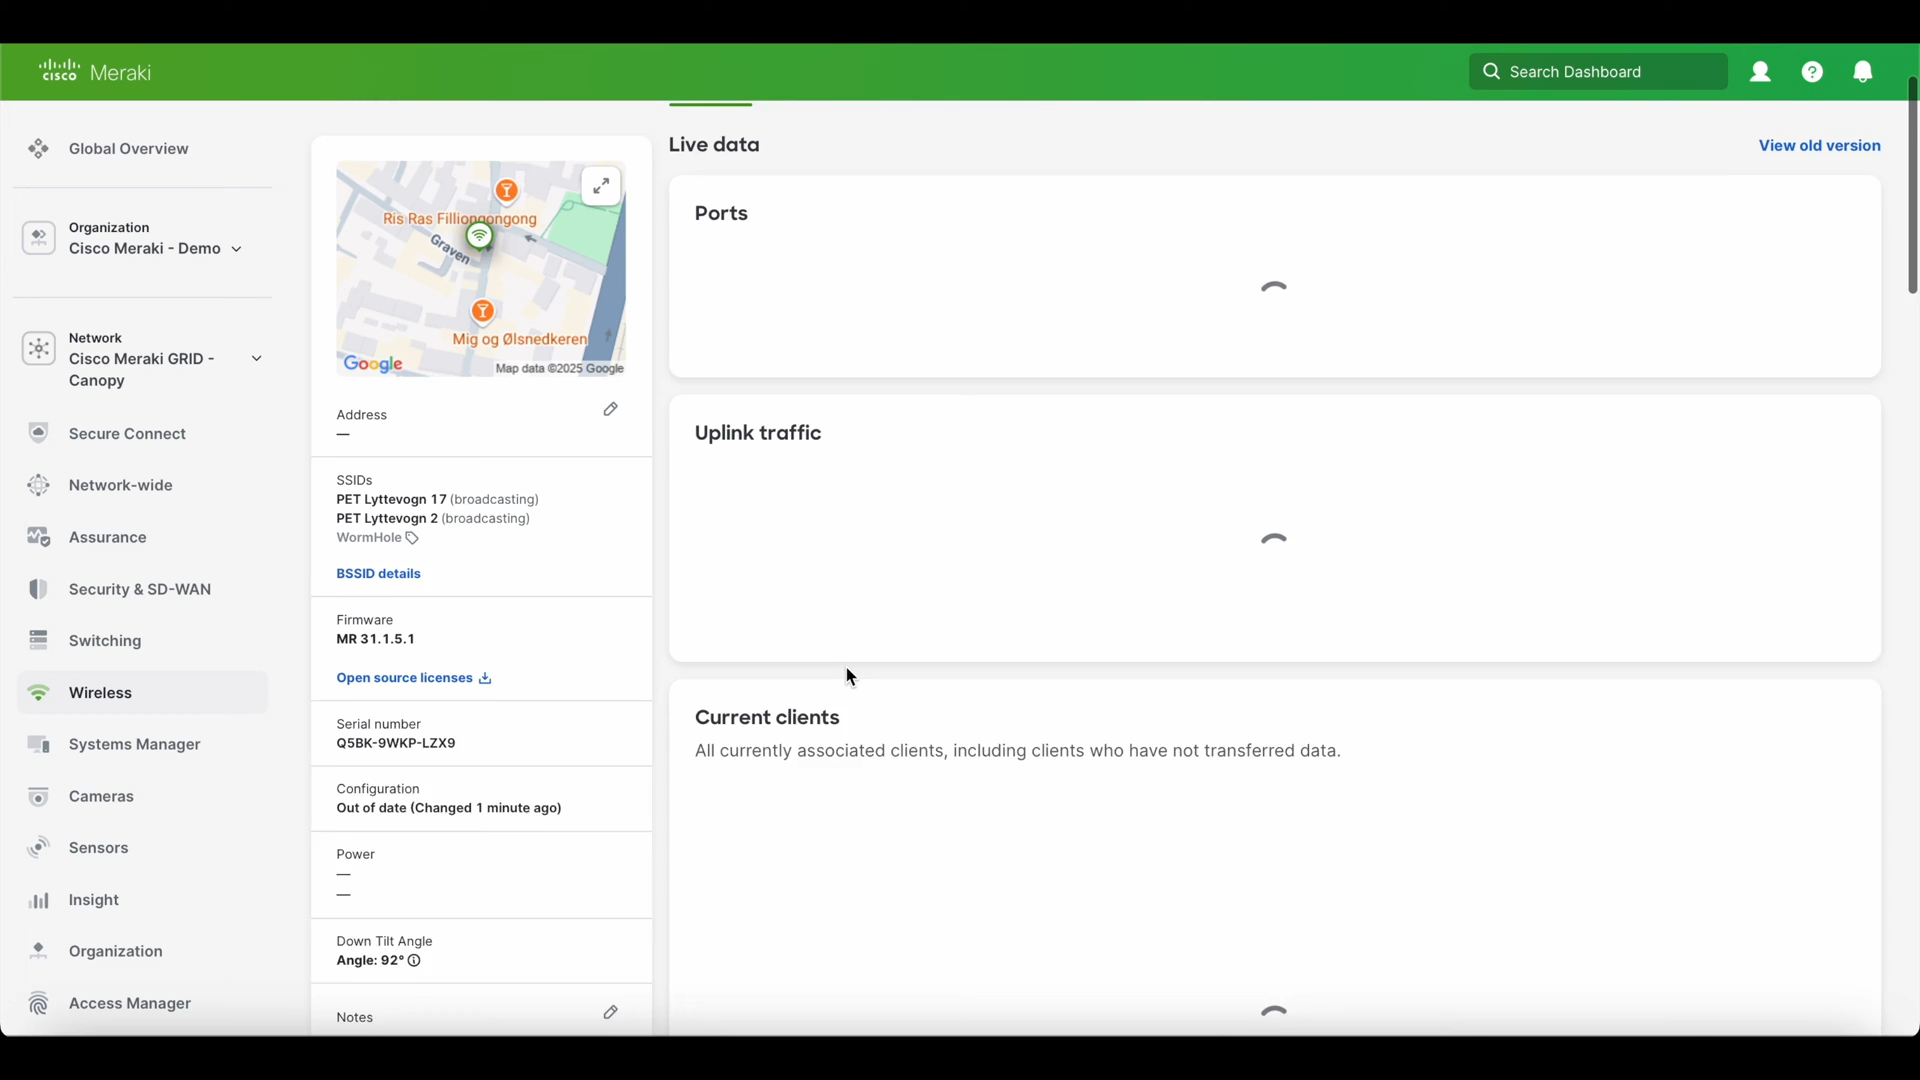 cisco Meraki
Search Dashboard
Global Overview
Organization
Cisco Meraki - Demo
Network
Cisco Meraki GRID -
Canopy
Secure Connect
Network-wide
Assurance
Security & SD-WAN
Switching
Wireless
Systems Manager
Cameras
Sensors
Insight
Organization
Access Manager
Ris Ras Filliongongong
Graven
Mig og Ølsnedkeren
Google
Map data ©2025 Google
Address
—
SSIDs
PET Lyttevogn 17 (broadcasting)
PET Lyttevogn 2 (broadcasting)
WormHole
BSSID details
Firmware
MR 31.1.5.1
Open source licenses
Serial number
Q5BK-9WKP-LZX9
Configuration
Out of date (Changed 1 minute ago)
Power
—
—
Down Tilt Angle
Angle: 92°
Notes
Live data
View old version
Ports
Uplink traffic
Current clients
All currently associated clients, including clients who have not transferred data.